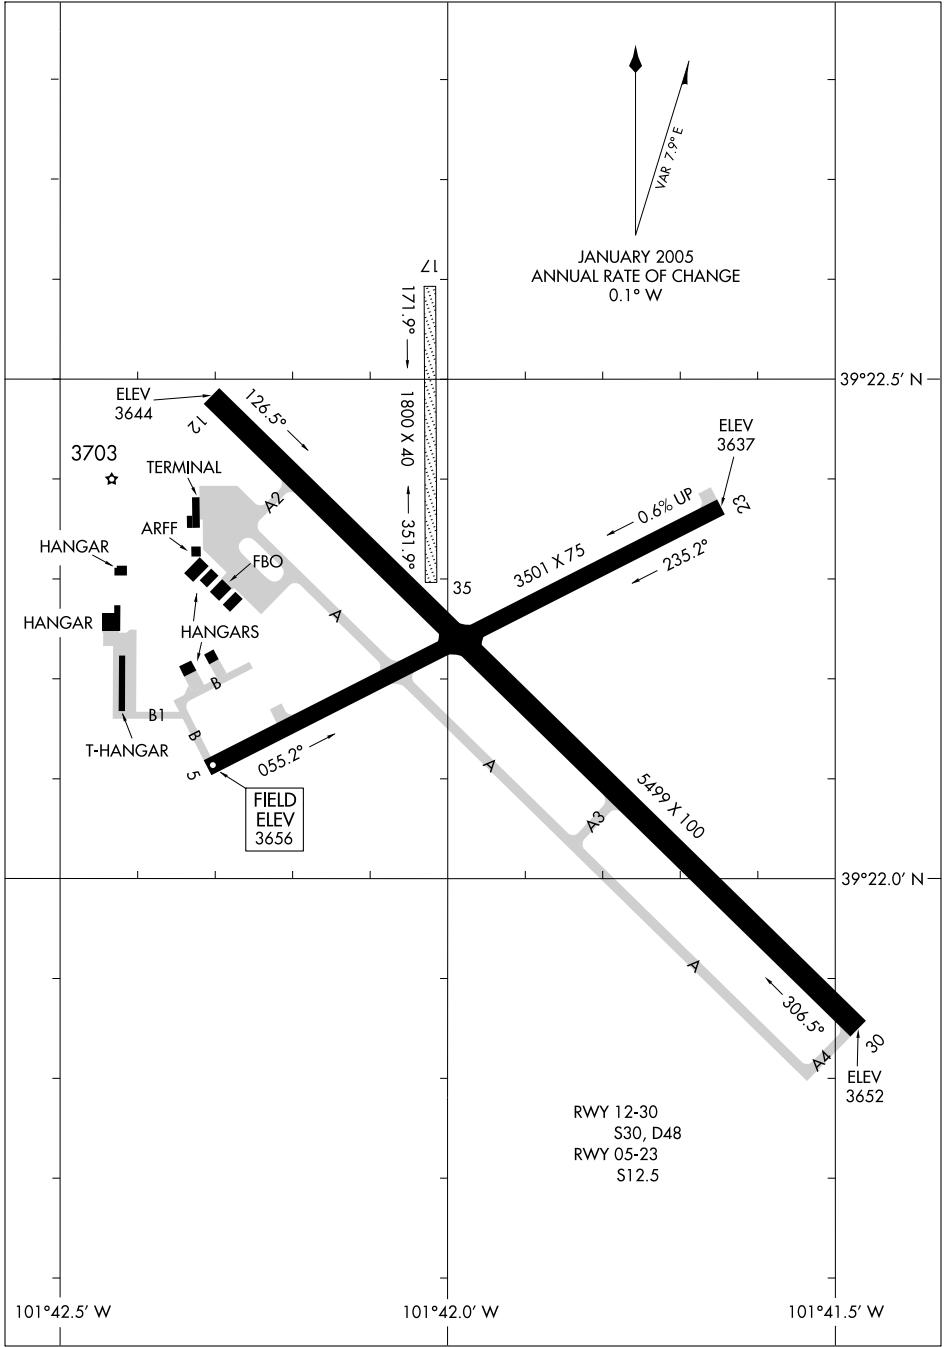 VAR 7.9° E
JANUARY 2005
ANNUAL RATE OF CHANGE
0.1° W
17
171.9°
1800 X 40
351.9°
35
39°22.5' N
ELEV
3644
12
126.5°
ELEV
3637
23
3703
TERMINAL
A2
0.6% UP
ARFF
HANGAR
FBO
3501 X 75
235.2°
A
HANGAR
HANGARS
B
B1
B
T-HANGAR
5
055.2°
A
FIELD
ELEV
3656
5499 X 100
A3
39°22.0' N
A
306.5°
30
A4
ELEV
3652
RWY 12-30
S30, D48
RWY 05-23
S12.5
101°42.5' W
101°42.0' W
101°41.5' W